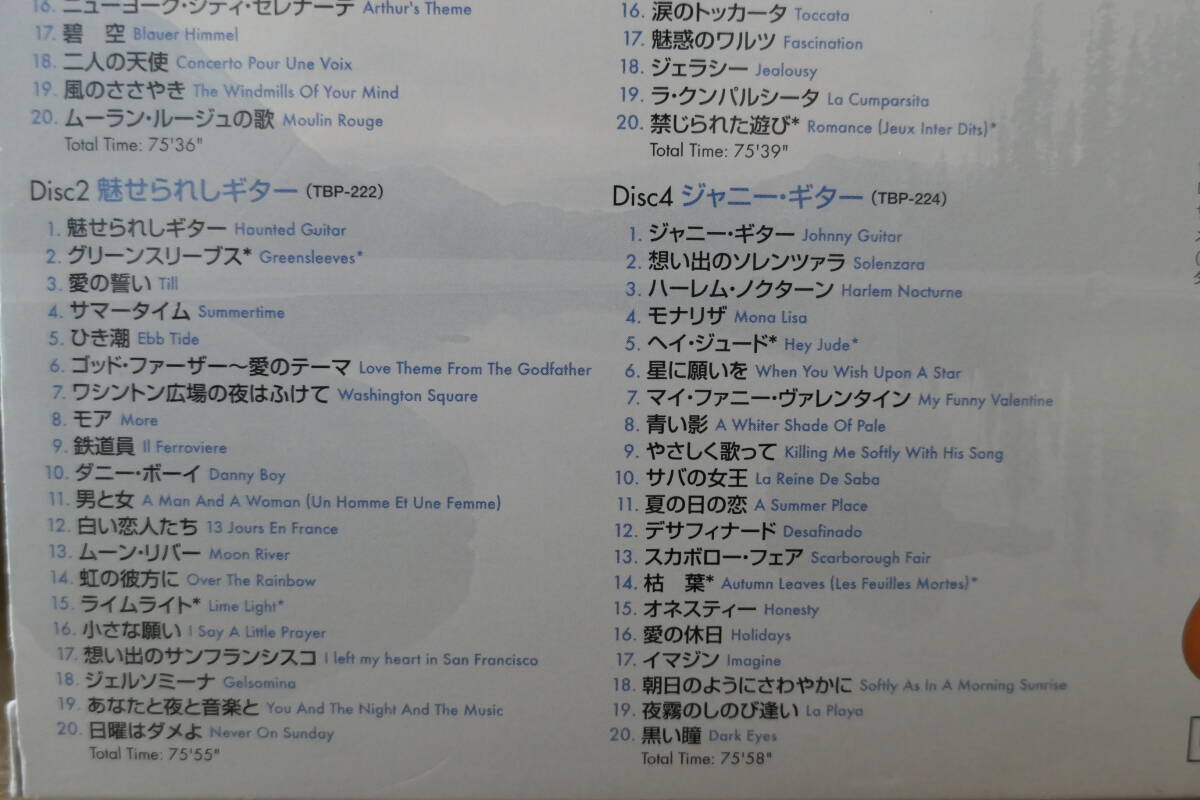 16. ニューヨーク・シティ・セレナーデ Arthur's Theme
17. 碧　空 Blauer Himmel
18. 二人の天使 Concerto Pour Une Voix
19. 風のささやき The Windmills Of Your Mind
20. ムーラン・ルージュの歌 Moulin Rouge
Total Time: 75'36"
Disc2 魅せられしギター (TBP-222)
1. 魅せられしギター Haunted Guitar
2. グリーンスリーブス* Greensleeves*
3. 愛の誓い Till
4. サマータイム Summertime
5. ひき潮 Ebb Tide
6. ゴッド・ファーザー～愛のテーマ Love Theme From The Godfather
7. ワシントン広場の夜はふけて Washington Square
8. モア More
9. 鉄道員 Il Ferroviere
10. ダニー・ボーイ Danny Boy
11. 男と女 A Man And A Woman (Un Homme Et Une Femme)
12. 白い恋人たち 13 Jours En France
13. ムーン・リバー Moon River
14. 虹の彼方に Over The Rainbow
15. ライムライト* Lime Light*
16. 小さな願い I Say A Little Prayer
17. 想い出のサンフランシスコ I left my heart in San Francisco
18. ジェルソミーナ Gelsomina
19. あなたと夜と音楽と You And The Night And The Music
20. 日曜はダメよ Never On Sunday
Total Time: 75'55"
16. 涙のトッカータ Toccata
17. 魅惑のワルツ Fascination
18. ジェラシー Jealousy
19. ラ・クンパルシータ La Cumparsita
20. 禁じられた遊び* Romance (Jeux Inter Dits)*
Total Time: 75'39"
Disc4 ジャニー・ギター (TBP-224)
1. ジャニー・ギター Johnny Guitar
2. 想い出のソレンツァラ Solenzara
3. ハーレム・ノクターン Harlem Nocturne
4. モナリザ Mona Lisa
5. ヘイ・ジュード* Hey Jude*
6. 星に願いを When You Wish Upon A Star
7. マイ・ファニー・ヴァレンタイン My Funny Valentine
8. 青い影 A Whiter Shade Of Pale
9. やさしく歌って Killing Me Softly With His Song
10. サバの女王 La Reine De Saba
11. 夏の日の恋 A Summer Place
12. デサフィナード Desafinado
13. スカボロー・フェア Scarborough Fair
14. 枯　葉* Autumn Leaves (Les Feuilles Mortes)*
15. オネスティー Honesty
16. 愛の休日 Holidays
17. イマジン Imagine
18. 朝日のようにさわやかに Softly As In A Morning Sunrise
19. 夜霧のしのび逢い La Playa
20. 黒い瞳 Dark Eyes
Total Time: 75'58"